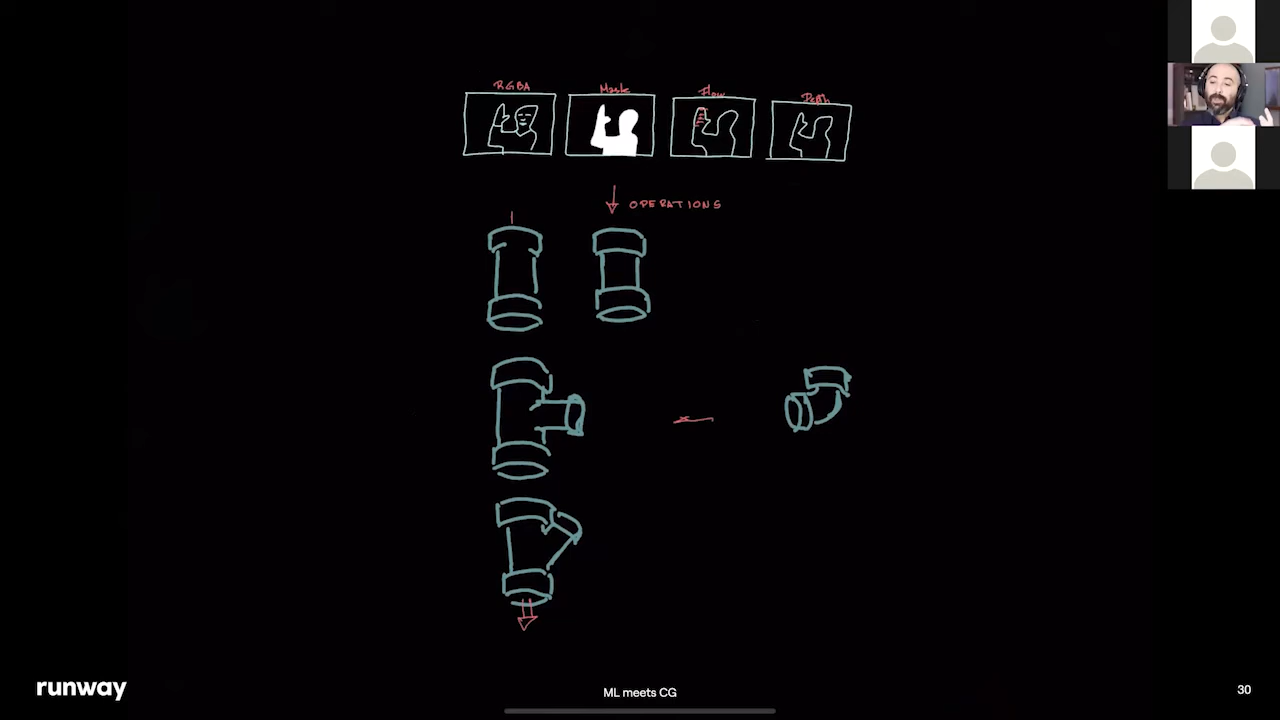 RGBA
Mask
Flow
Depth
OPERATIONS
runway
ML meets CG
30